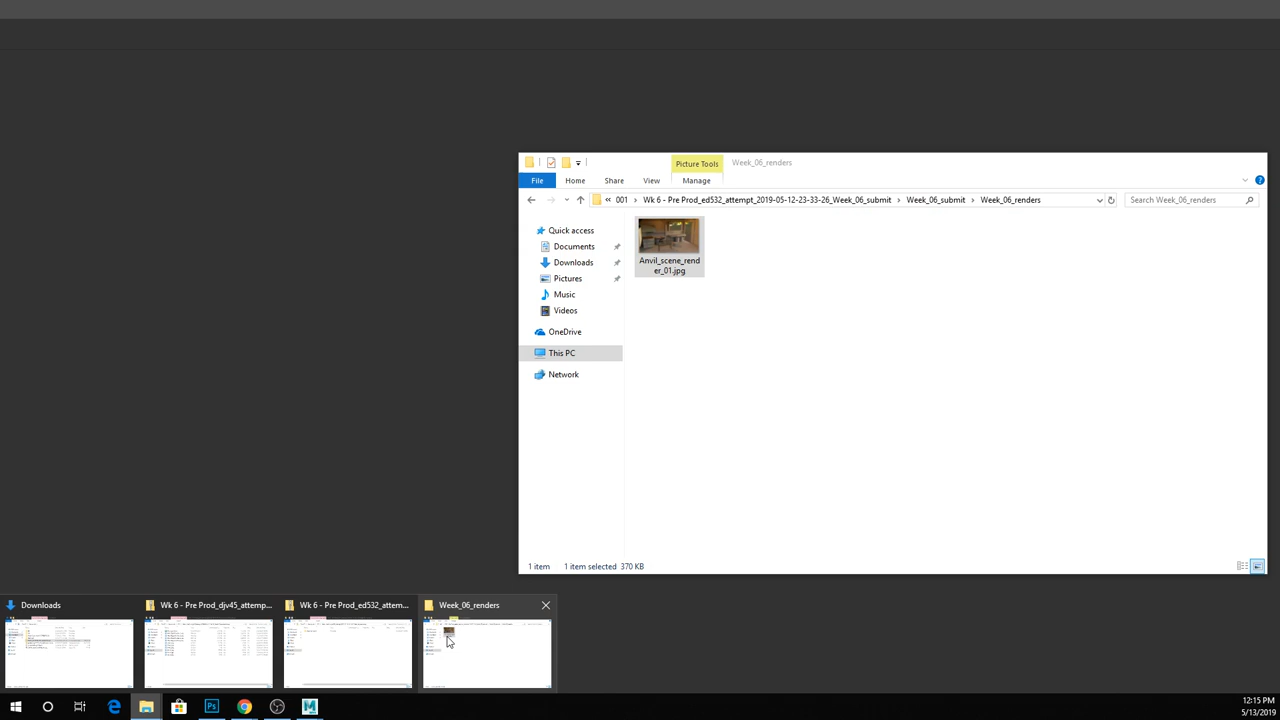 Picture Tools
Week_06_renders
File
Home
Share
View
Manage
«
001
Wk 6 - Pre Prod_ed532_attempt_2019-05-12-23-33-26_Week_06_submit
Week_06_submit
Week_06_renders
Search Week_06_renders
Quick access
Documents
Downloads
Pictures
Music
Videos
OneDrive
This PC
Network
Anvil_scene_rend
er_01.jpg
1 item
1 item selected 370 KB
Downloads
Wk 6 - Pre Prod_djv45_attemp...
Wk 6 - Pre Prod_ed532_attem...
Week_06_renders
Ps
M
12:15 PM
5/13/2019